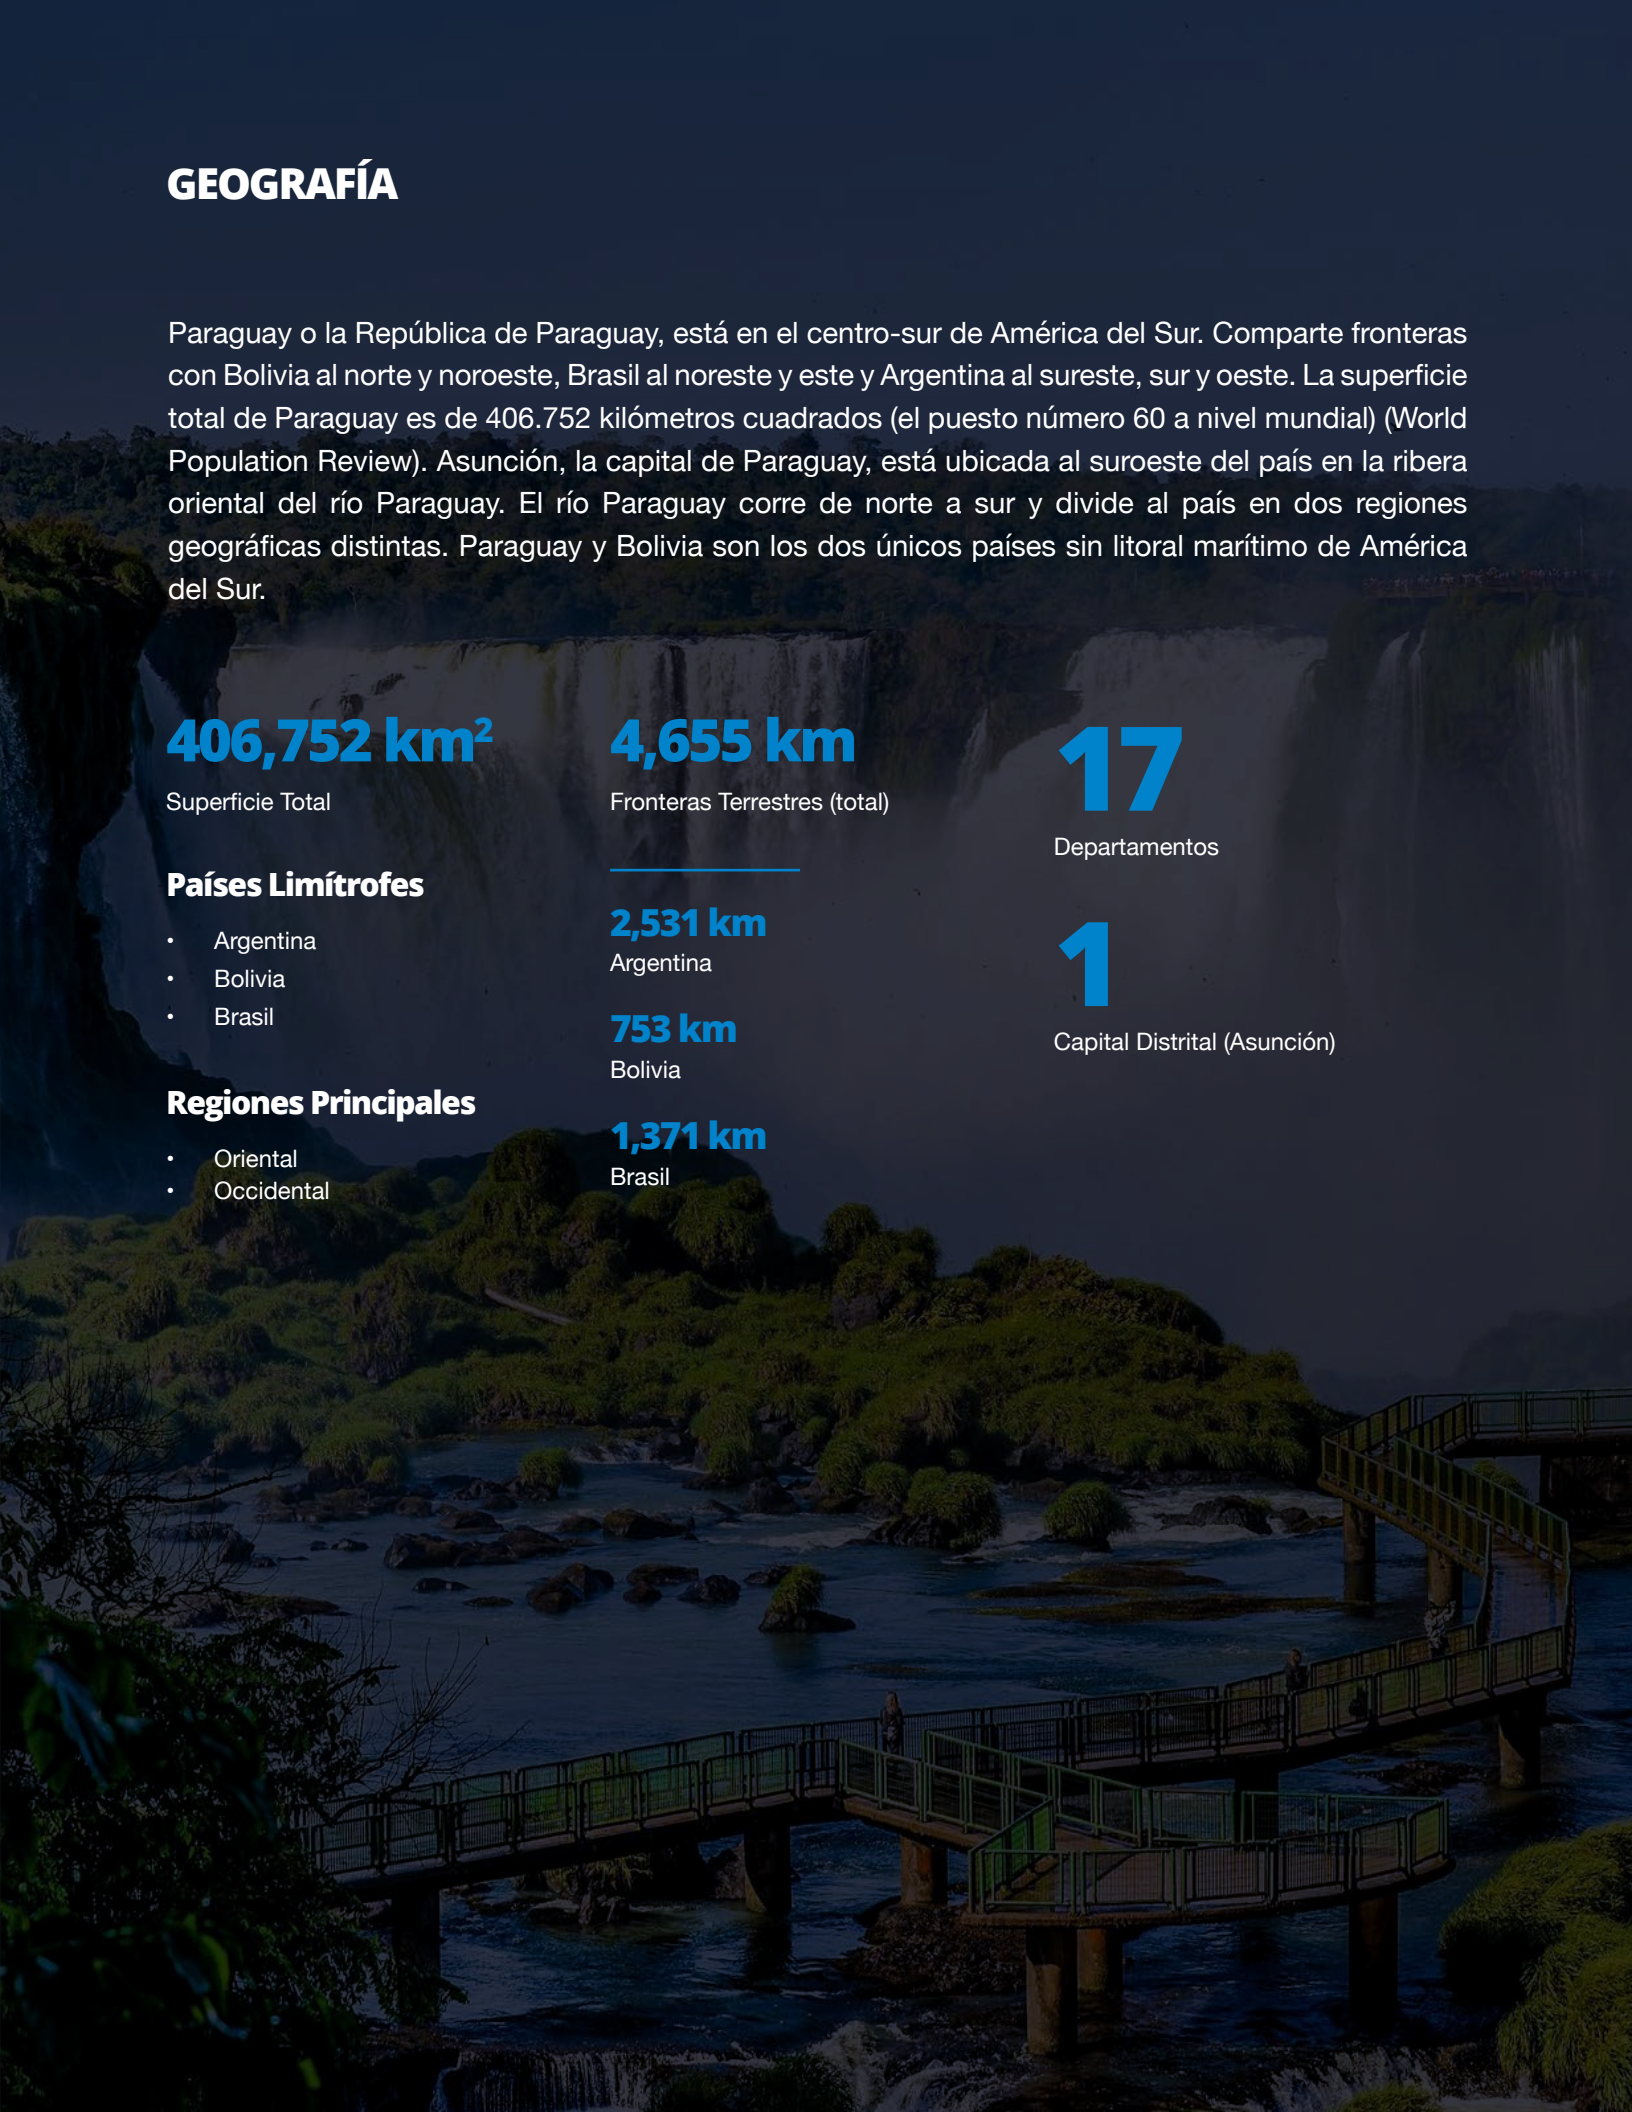 GEOGRAFÍA
Paraguay o la República de Paraguay, está en el centro-sur de América del Sur. Comparte fronteras
con Bolivia al norte y noroeste, Brasil al noreste y este y Argentina al sureste, sur y oeste. La superficie
total de Paraguay es de 406.752 kilómetros cuadrados (el puesto número 60 a nivel mundial) (World
Population Review). Asunción, la capital de Paraguay, está ubicada al suroeste del país en la ribera
oriental del río Paraguay. El río Paraguay corre de norte a sur y divide al país en dos regiones
geográficas distintas. Paraguay y Bolivia son los dos únicos países sin litoral marítimo de América
del Sur.
406,752 km²
Superficie Total
Países Limítrofes
• Argentina
• Bolivia
• Brasil
Regiones Principales
• Oriental
• Occidental
4,655 km
Fronteras Terrestres (total)
2,531 km
Argentina
753 km
Bolivia
1,371 km
Brasil
17
Departamentos
1
Capital Distrital (Asunción)